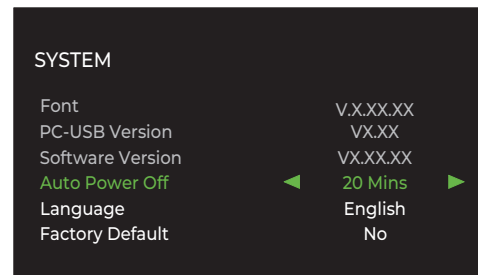 SYSTEM
Font V.X.XX.XX
PC-USB Version VX.XX
Software Version VX.XX.XX
Auto Power Off 20 Mins
Language English
Factory Default No